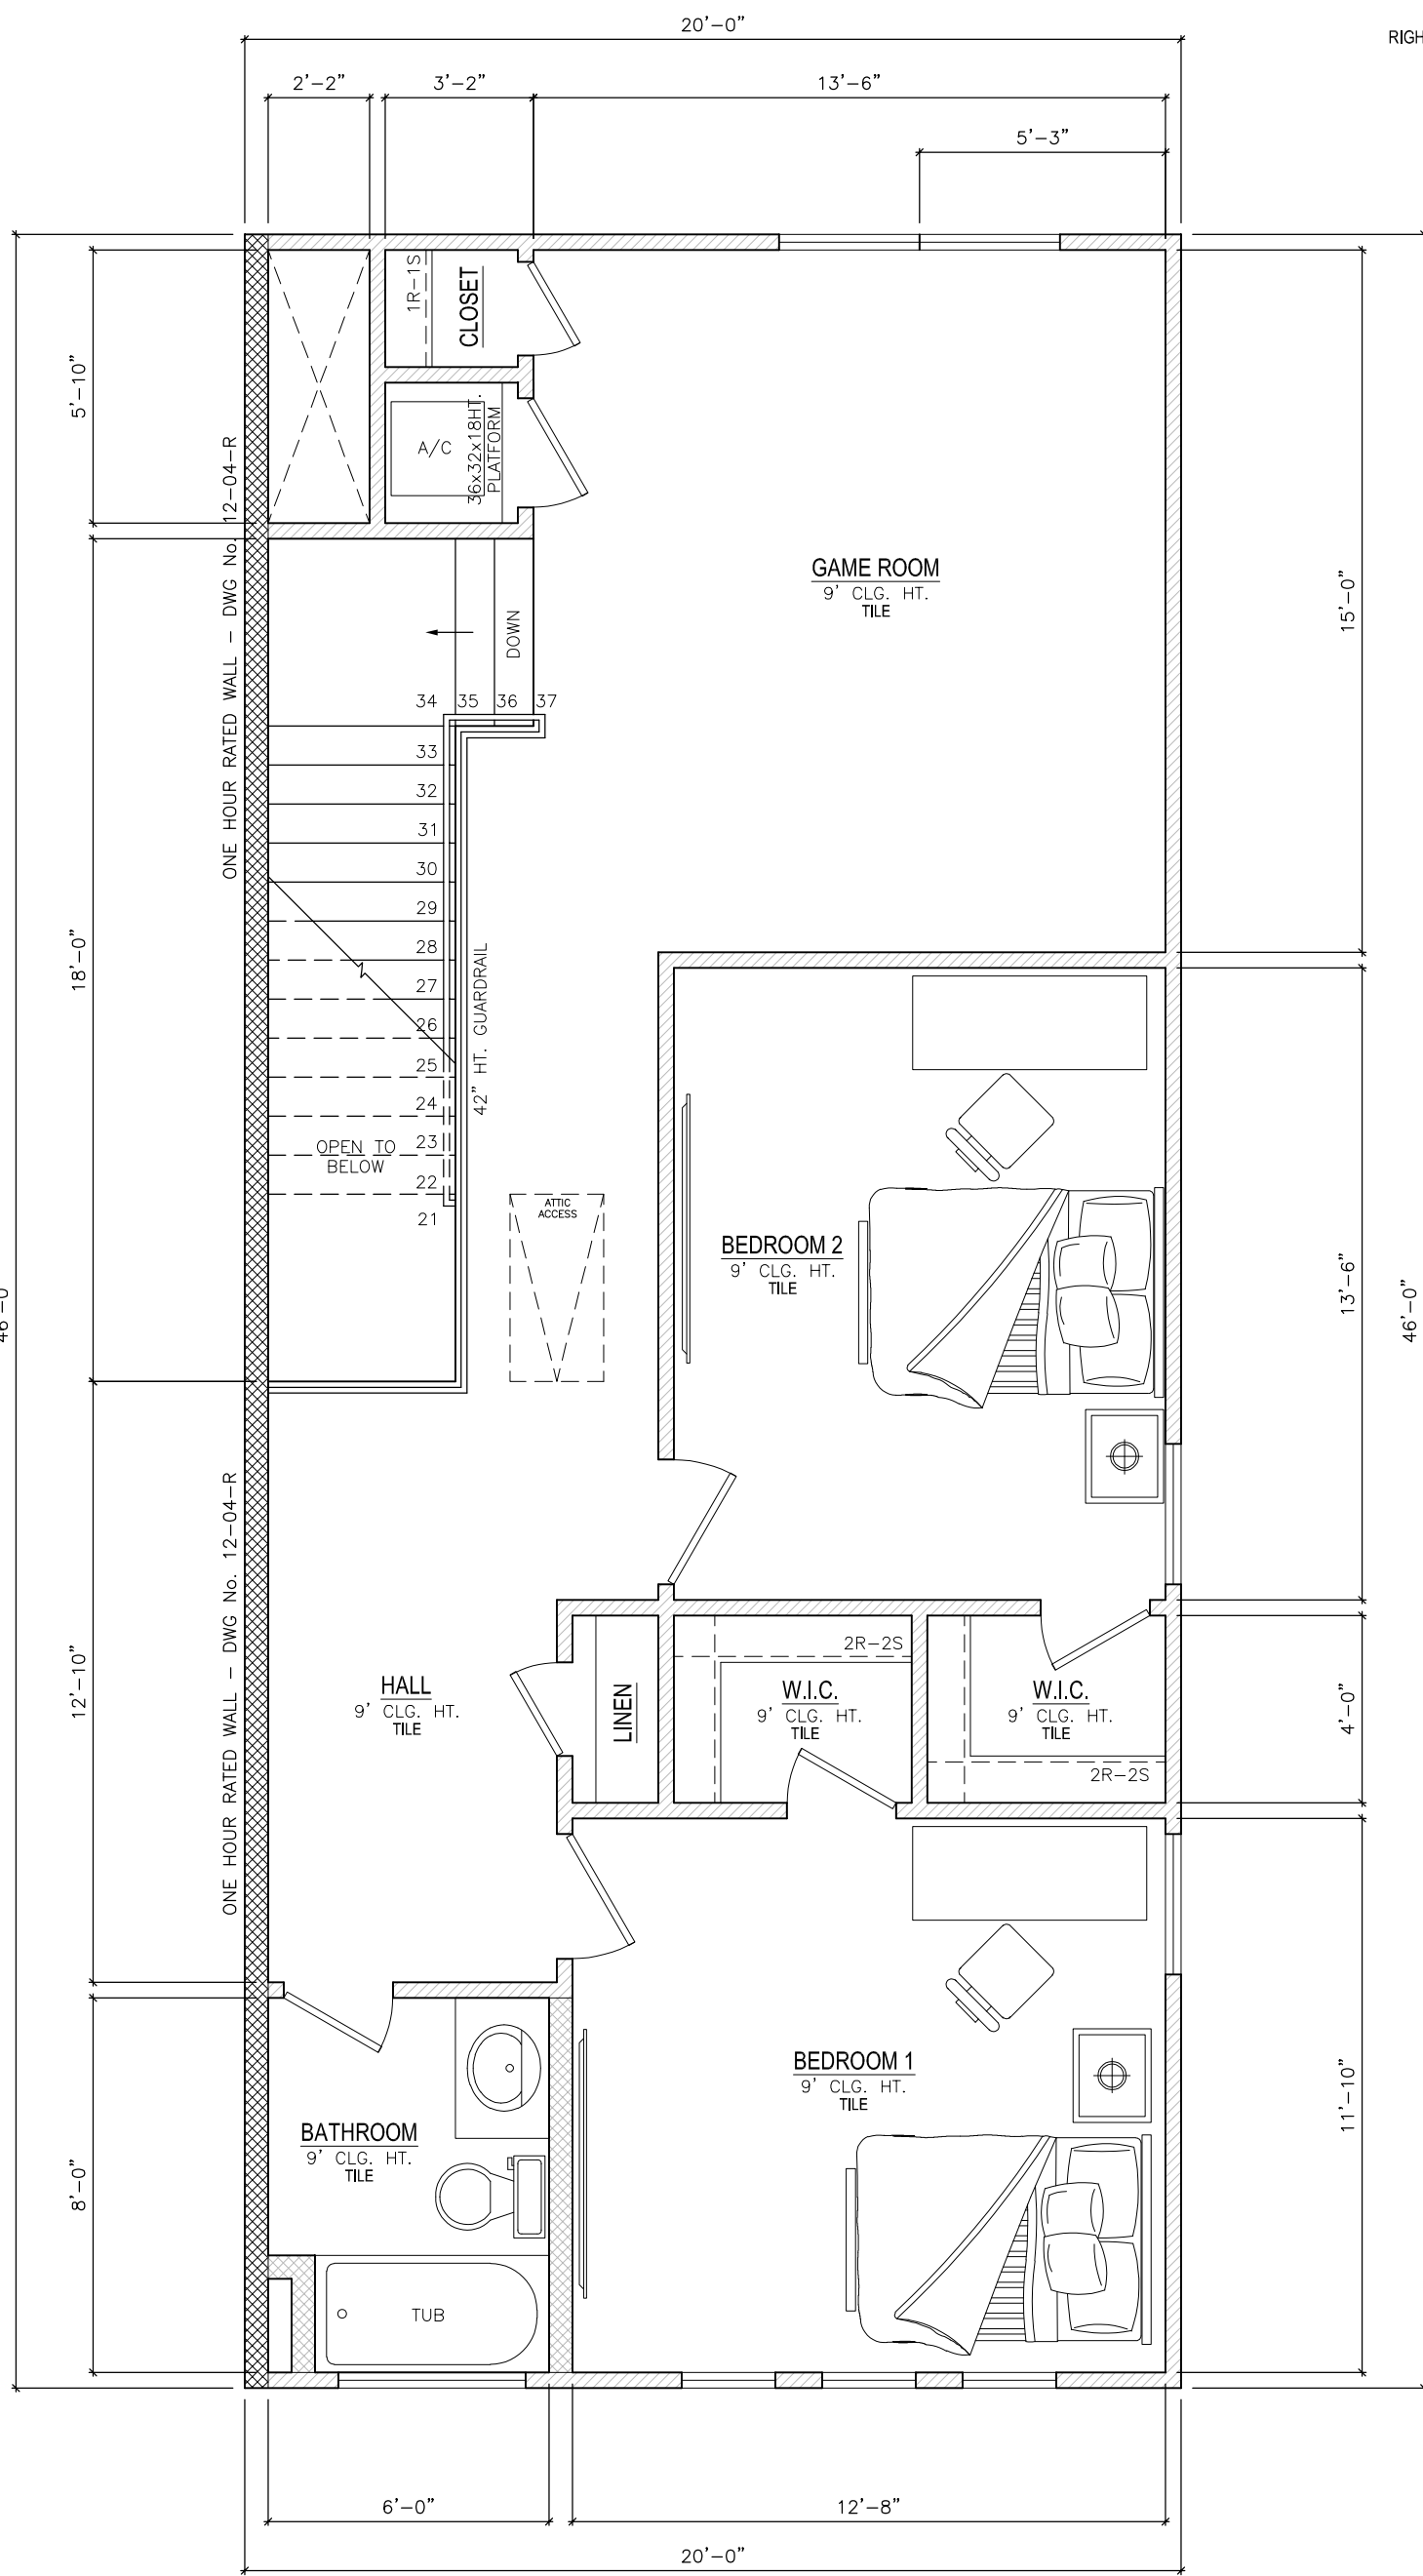 20'-0"
RIGH
2'-2"
3'-2"
13'-6"
5'-3"
1R-1S
CLOSET
5'-10"
A/C
36x32x18HT.
PLATFORM
ONE HOUR RATED WALL - DWG No. 12-04-R
GAME ROOM
9' CLG. HT.
TILE
15'-0"
DOWN
34 35 36 37
33
32
31
30
29
28
27
26
25
24
23
22
21
18'-0"
42" HT. GUARDRAIL
OPEN TO
BELOW
ATTIC
ACCESS
BEDROOM 2
9' CLG. HT.
TILE
13'-6"
46'-0"
46'-0
ONE HOUR RATED WALL - DWG No. 12-04-R
12'-10"
HALL
9' CLG. HT.
TILE
LINEN
2R-2S
W.I.C.
9' CLG. HT.
TILE
W.I.C.
9' CLG. HT.
TILE
2R-2S
4'-0"
BEDROOM 1
9' CLG. HT.
TILE
11'-10"
BATHROOM
9' CLG. HT.
TILE
8'-0"
TUB
6'-0"
12'-8"
20'-0"